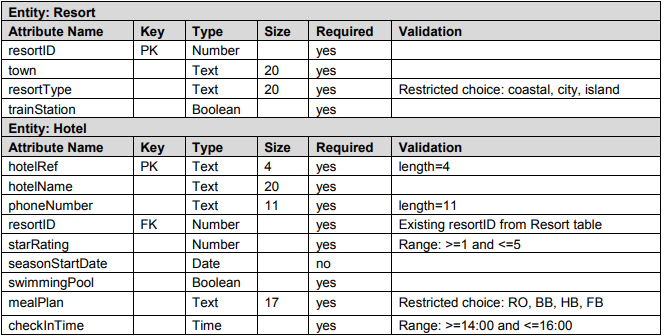 Entity: Resort
Attribute Name Key Type Size Required Validation
resortID PK Number yes
town Text 20 yes
resortType Text 20 yes Restricted choice: coastal, city, island
trainStation Boolean yes
Entity: Hotel
Attribute Name Key Type Size Required Validation
hotelRef PK Text 4 yes length=4
hotelName Text 20 yes
phoneNumber Text 11 yes length=11
resortID FK Number yes Existing resortID from Resort table
starRating Number yes Range: >=1 and <=5
seasonStartDate Date no
swimmingPool Boolean yes
mealPlan Text 17 yes Restricted choice: RO, BB, HB, FB
checkInTime Time yes Range: >=14:00 and <=16:00